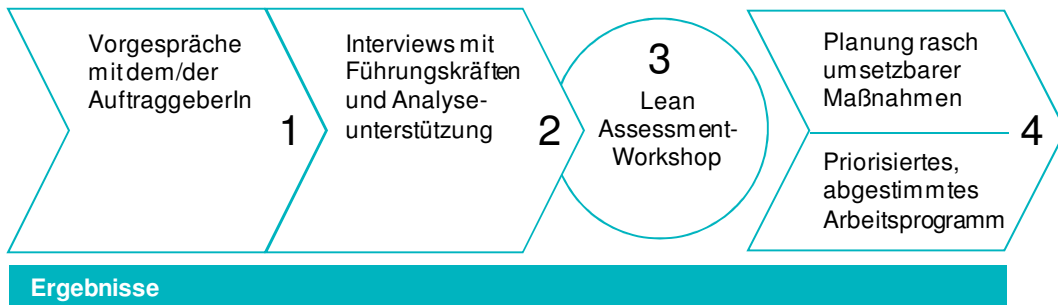 Vorgespräche
mit dem/der
AuftraggeberIn
1
Interviews mit
Führungskräften
und Analyse-
unterstützung
2
3
Lean
Assessment-
Workshop
Planung rasch
umsetzbarer
Maßnahmen
4
Priorisiertes,
abgestimmtes
Arbeitsprogramm
Ergebnisse